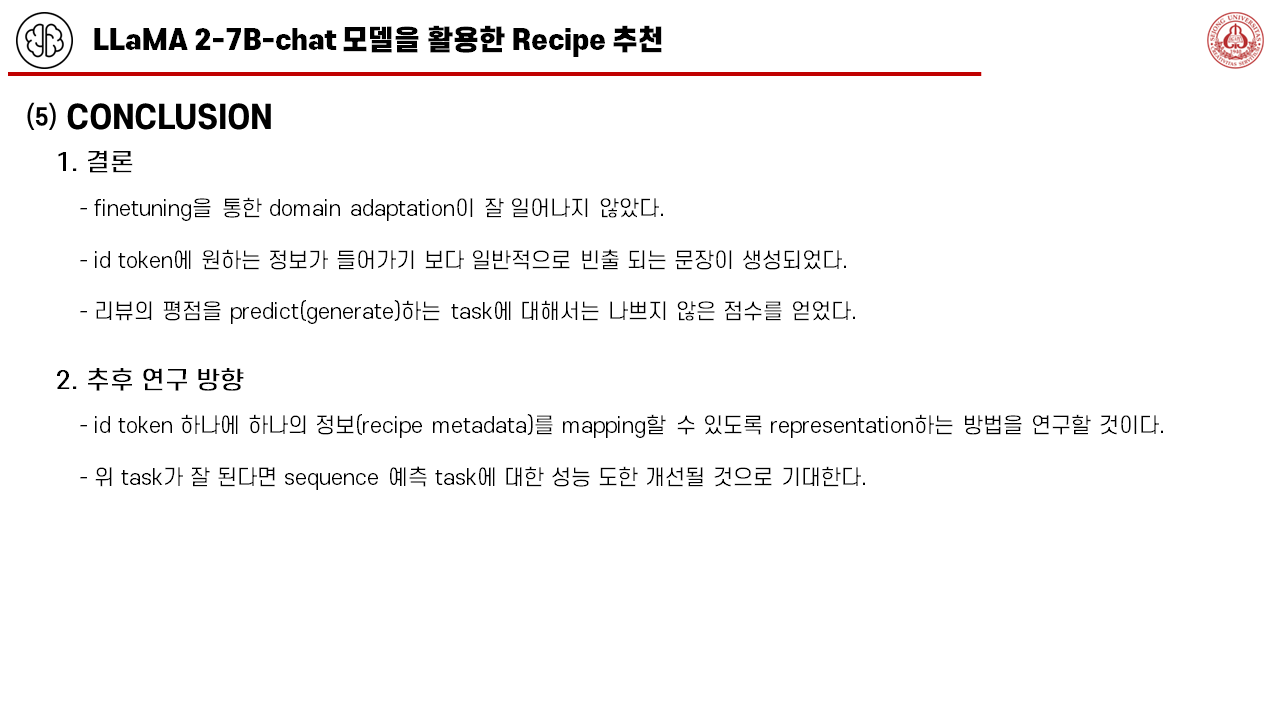 LLaMA 2-7B-chat 모델을 활용한 Recipe 추천
(5) CONCLUSION
1. 결론
- finetuning을 통한 domain adaptation이 잘 일어나지 않았다.
- id token에 원하는 정보가 들어가기 보다 일반적으로 빈출 되는 문장이 생성되었다.
- 리뷰의 평점을 predict(generate)하는 task에 대해서는 나쁘지 않은 점수를 얻었다.
2. 추후 연구 방향
- id token 하나에 하나의 정보(recipe metadata)를 mapping할 수 있도록 representation하는 방법을 연구할 것이다.
- 위 task가 잘 된다면 sequence 예측 task에 대한 성능 도한 개선될 것으로 기대한다.